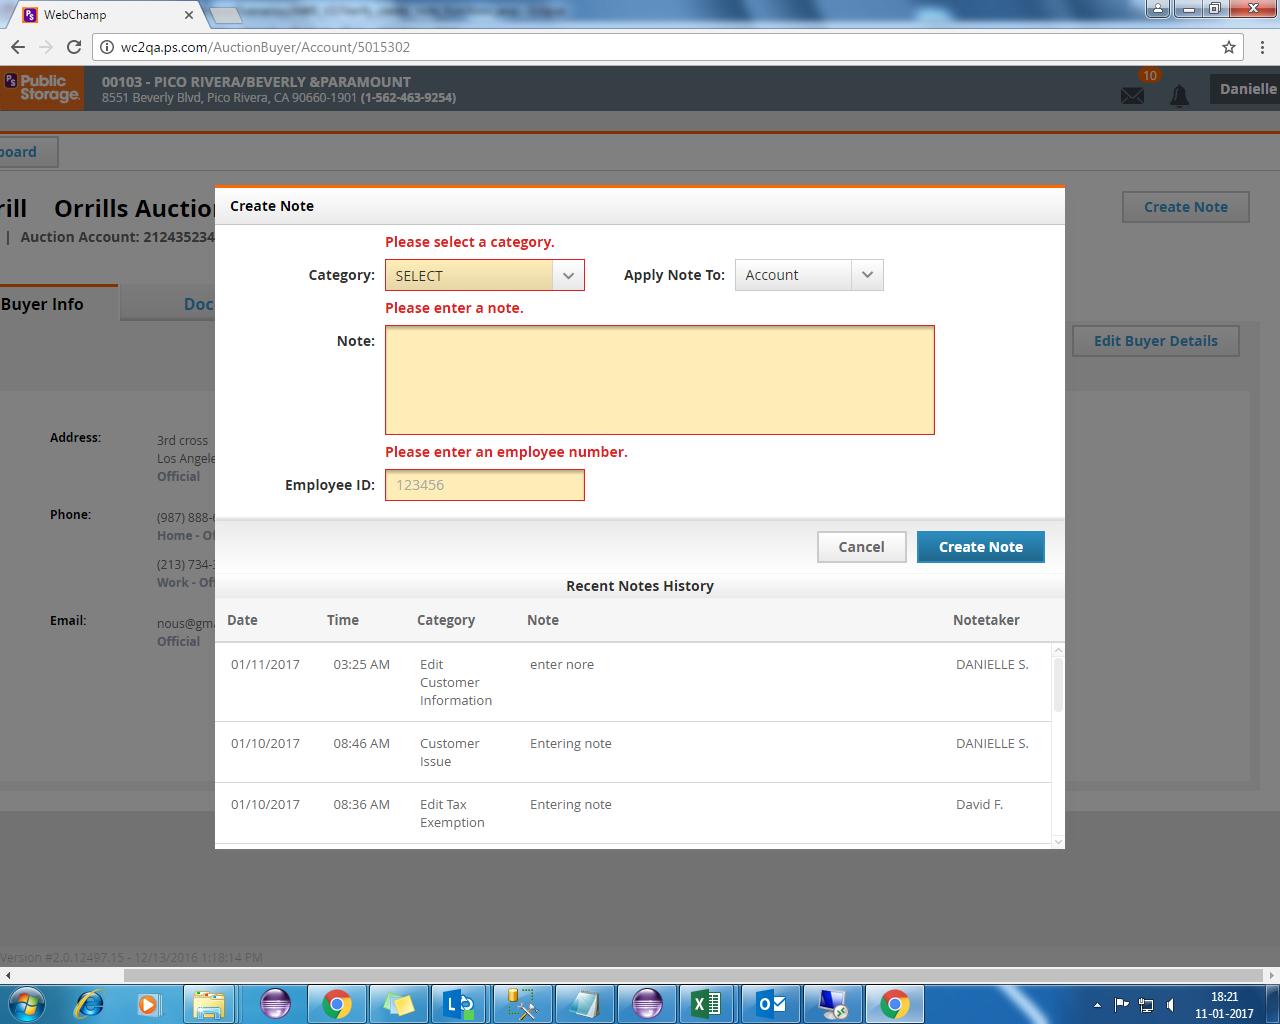 WebChamp
wc2qa.ps.com/AuctionBuyer/Account/5015302
PS
Public
Storage.
00103 - PICO RIVERA/BEVERLY &PARAMOUNT
8551 Beverly Blvd, Pico Rivera, CA 90660-1901 (1-562-463-9254)
10
Danielle
board
rill Orrills Auctio
| Auction Account: 212435234
Create Note
Buyer Info
Doc
Edit Buyer Details
Address:
3rd cross
Los Angele
Official
Phone:
(987) 888-
Home - Of
(213) 734-
Work - Of
Email:
nous@gma
Official
Create Note
Please select a category.
Category: SELECT
Apply Note To: Account
Please enter a note.
Note:
Please enter an employee number.
Employee ID: 123456
Cancel
Create Note
Recent Notes History
Date Time Category Note Notetaker
01/11/2017 03:25 AM Edit enter nore DANIELLE S.
Customer
Information
01/10/2017 08:46 AM Customer Entering note DANIELLE S.
Issue
01/10/2017 08:36 AM Edit Tax Entering note David F.
Exemption
Version #2.0.12497.15 - 12/13/2016 1:18:14 PM
18:21
11-01-2017